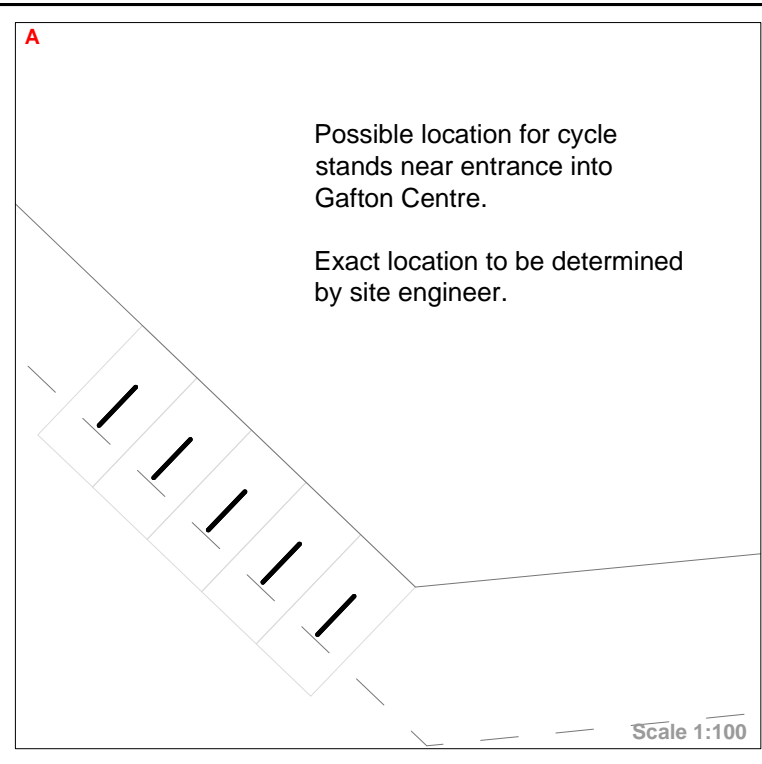 A
Possible location for cycle
stands near entrance into
Gafton Centre.
Exact location to be determined
by site engineer.
Scale 1:100